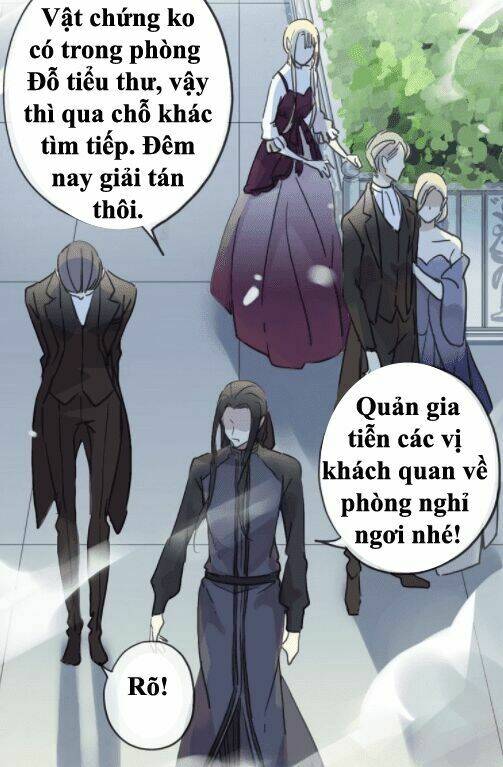 Vật chứng ko
có trong phòng
Đỗ tiểu thư, vậy
thì qua chỗ khác
tìm tiếp. Đêm
nay giải tán
thôi.
Quản gia
tiễn các vị
khách quan về
phòng nghỉ
ngơi nhé!
Rõ!